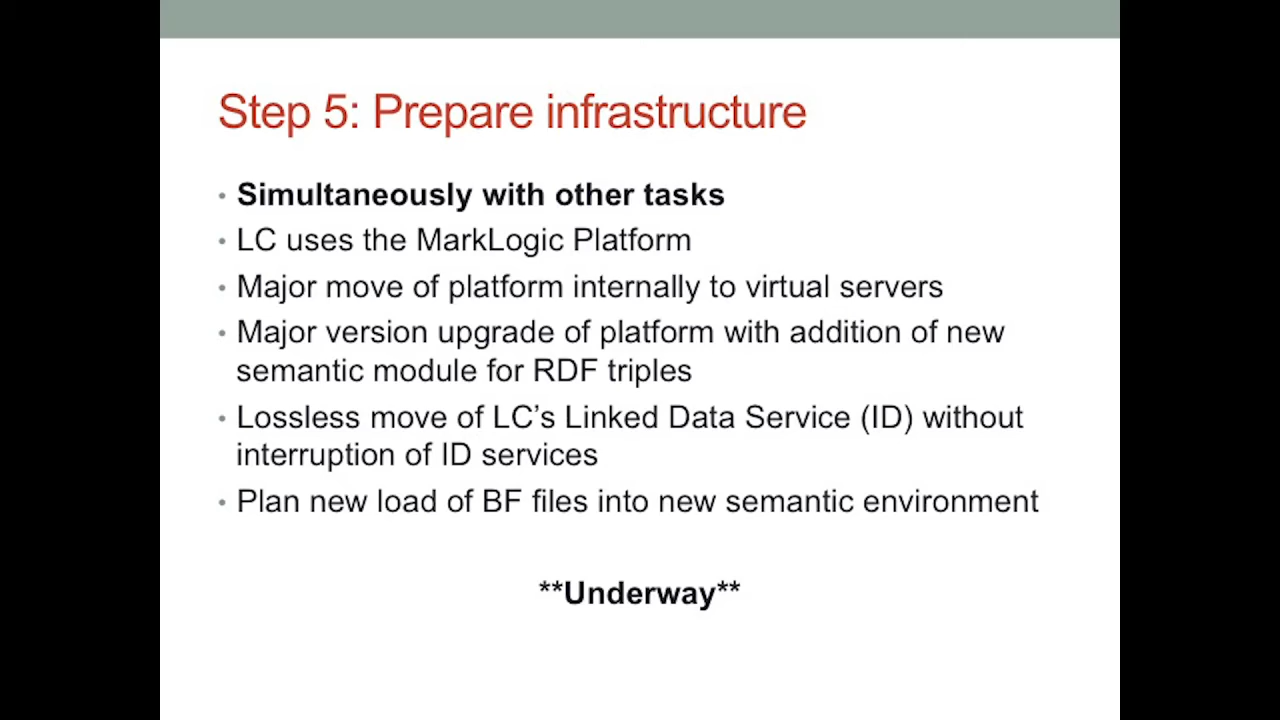 Step 5: Prepare infrastructure
• Simultaneously with other tasks
• LC uses the MarkLogic Platform
• Major move of platform internally to virtual servers
• Major version upgrade of platform with addition of new
semantic module for RDF triples
• Lossless move of LC’s Linked Data Service (ID) without
interruption of ID services
• Plan new load of BF files into new semantic environment
**Underway**